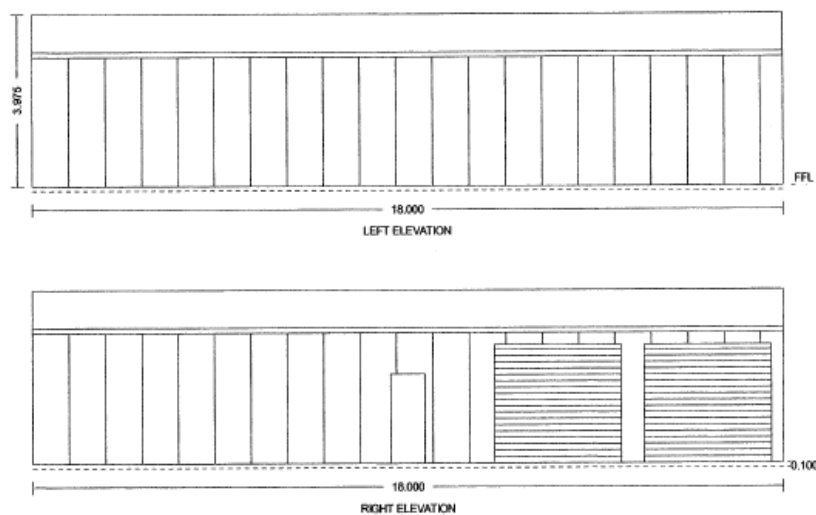 3.975
FFL
18.000
LEFT ELEVATION
-0.100
18.000
RIGHT ELEVATION